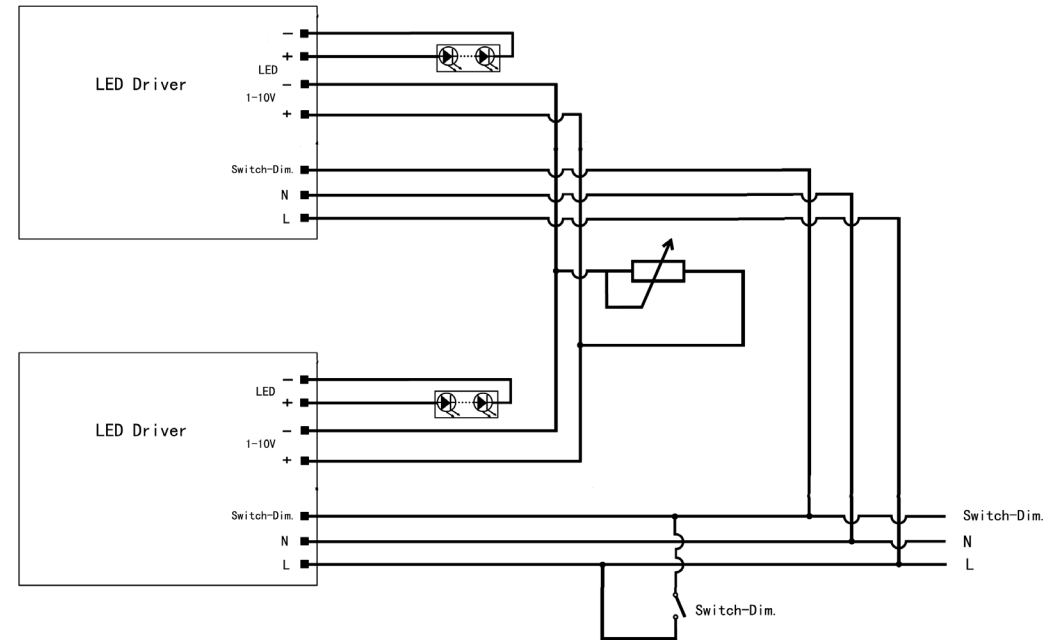 −
+
LED
LED Driver
−
1-10V
+
Switch-Dim.
N
L
−
LED
+
LED Driver
−
1-10V
+
Switch-Dim.
Switch-Dim.
N
N
L
L
Switch-Dim.